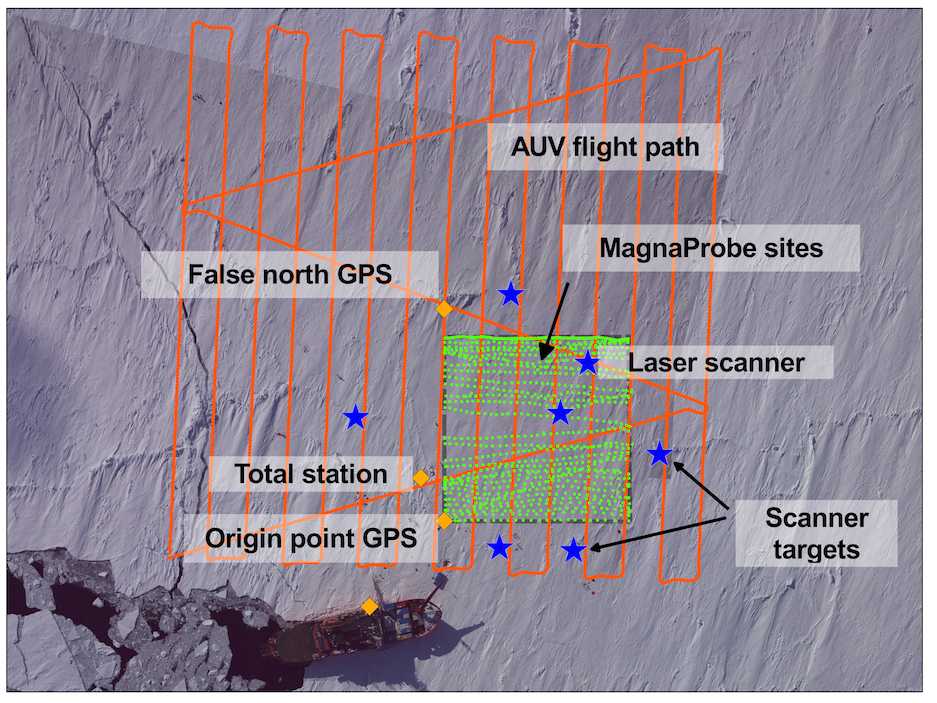 AUV flight path
MagnaProbe sites
False north GPS
Laser scanner
Total station
Origin point GPS
Scanner
targets